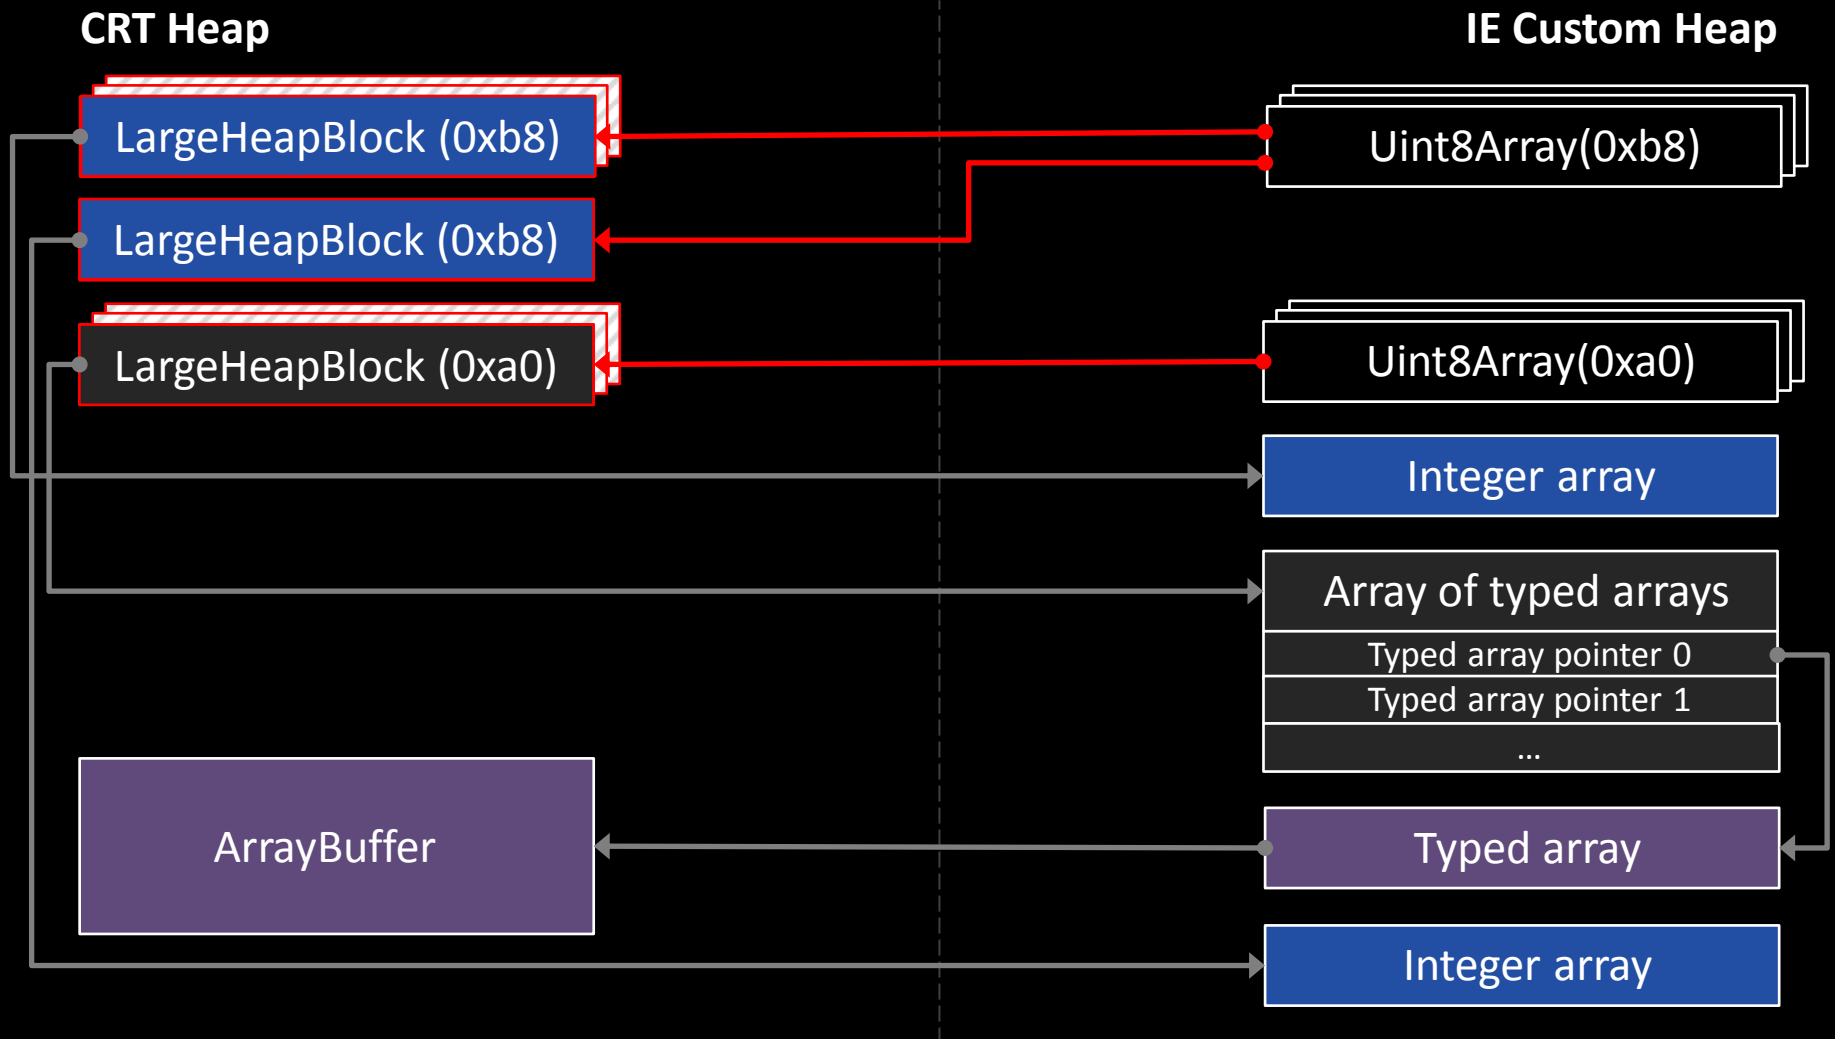 CRT Heap
IE Custom Heap
LargeHeapBlock (0xb8)
Uint8Array(0xb8)
LargeHeapBlock (0xb8)
LargeHeapBlock (0xa0)
Uint8Array(0xa0)
Integer array
Array of typed arrays
Typed array pointer 0
Typed array pointer 1
...
ArrayBuffer
Typed array
Integer array